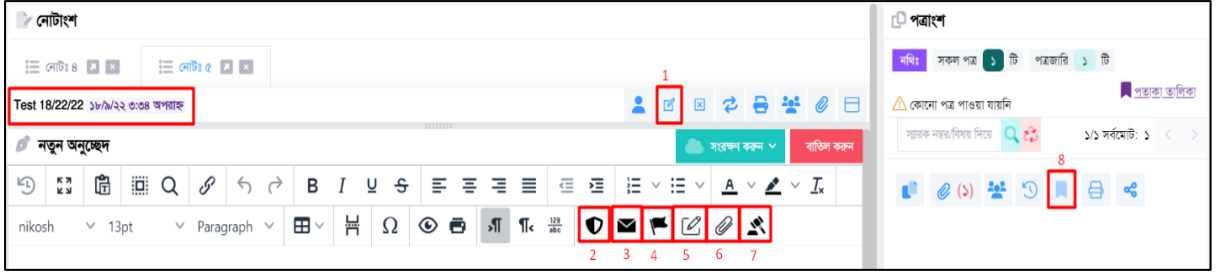 নোটাংশ
নোটঃ ৪ নোটঃ ৫
1
Test 18/22/22 ১৮/৯/২২ ৩:৩৪ অপরাহ্ন
নতুন অনুচ্ছেদ সংরক্ষণ করুন বাতিল করুন
B I U S A Ix
nikosh 13pt Paragraph Ω 123 abc
2 3 4 5 6 7
পত্রাংশ
নথিঃ সকল পত্র ১ টি পত্রজারি ১ টি
পতাকা তালিকা
কোনো পত্র পাওয়া যায়নি
স্মারক নম্বর/বিষয় দিয়ে ১/১ সর্বমোট: ১
8
(১)